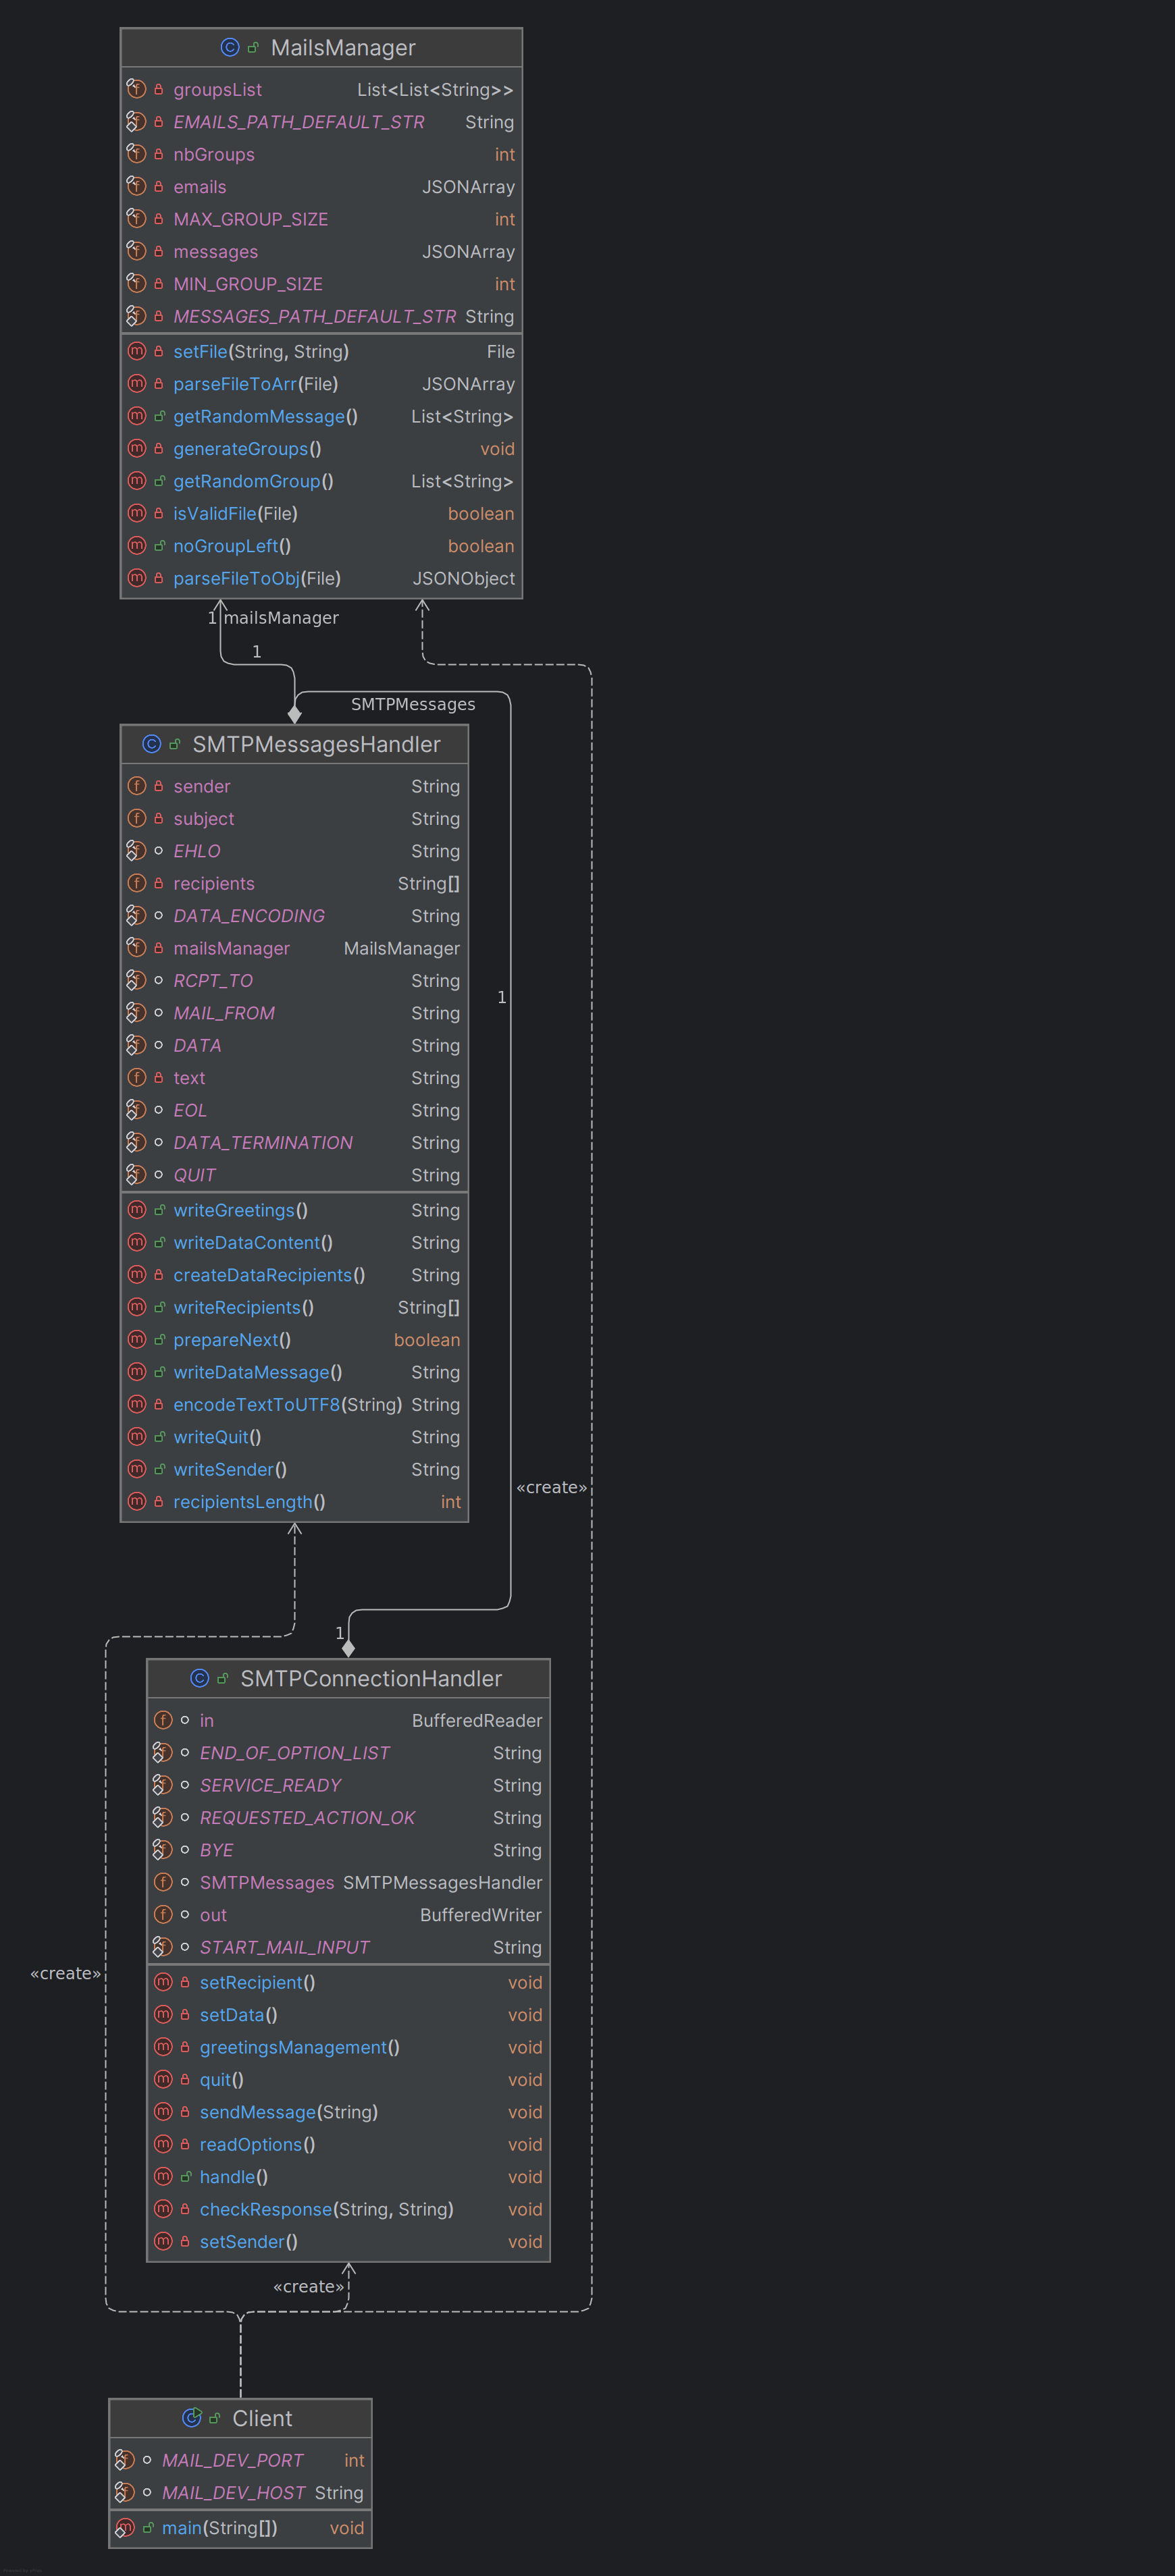 MailsManager
groupsList List<List<String>>
EMAILS_PATH_DEFAULT_STR String
nbGroups int
emails JSONArray
MAX_GROUP_SIZE int
messages JSONArray
MIN_GROUP_SIZE int
MESSAGES_PATH_DEFAULT_STR String
setFile(String, String) File
parseFileToArr(File) JSONArray
getRandomMessage() List<String>
generateGroups() void
getRandomGroup() List<String>
isValidFile(File) boolean
noGroupLeft() boolean
parseFileToObj(File) JSONObject
1 mailsManager
1
SMTPMessages
SMTPMessagesHandler
sender String
subject String
EHLO String
recipients String[]
DATA_ENCODING String
mailsManager MailsManager
RCPT_TO String
1
MAIL_FROM String
DATA String
text String
EOL String
DATA_TERMINATION String
QUIT String
writeGreetings() String
writeDataContent() String
createDataRecipients() String
writeRecipients() String[]
prepareNext() boolean
writeDataMessage() String
encodeTextToUTF8(String) String
writeQuit() String
writeSender() String
«create»
recipientsLength() int
1
SMTPConnectionHandler
in BufferedReader
END_OF_OPTION_LIST String
SERVICE_READY String
REQUESTED_ACTION_OK String
BYE String
SMTPMessages SMTPMessagesHandler
out BufferedWriter
START_MAIL_INPUT String
«create»
setRecipient() void
setData() void
greetingsManagement() void
quit() void
sendMessage(String) void
readOptions() void
handle() void
checkResponse(String, String) void
setSender() void
«create»
Client
MAIL_DEV_PORT int
MAIL_DEV_HOST String
main(String[]) void